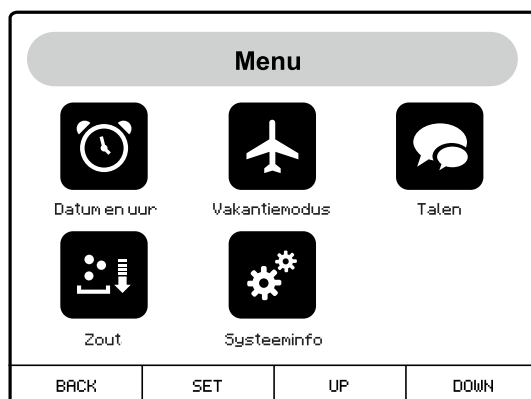 Menu
Datum en uur Vakantiemodus Talen
Zout Systeeminfo
BACK SET UP DOWN